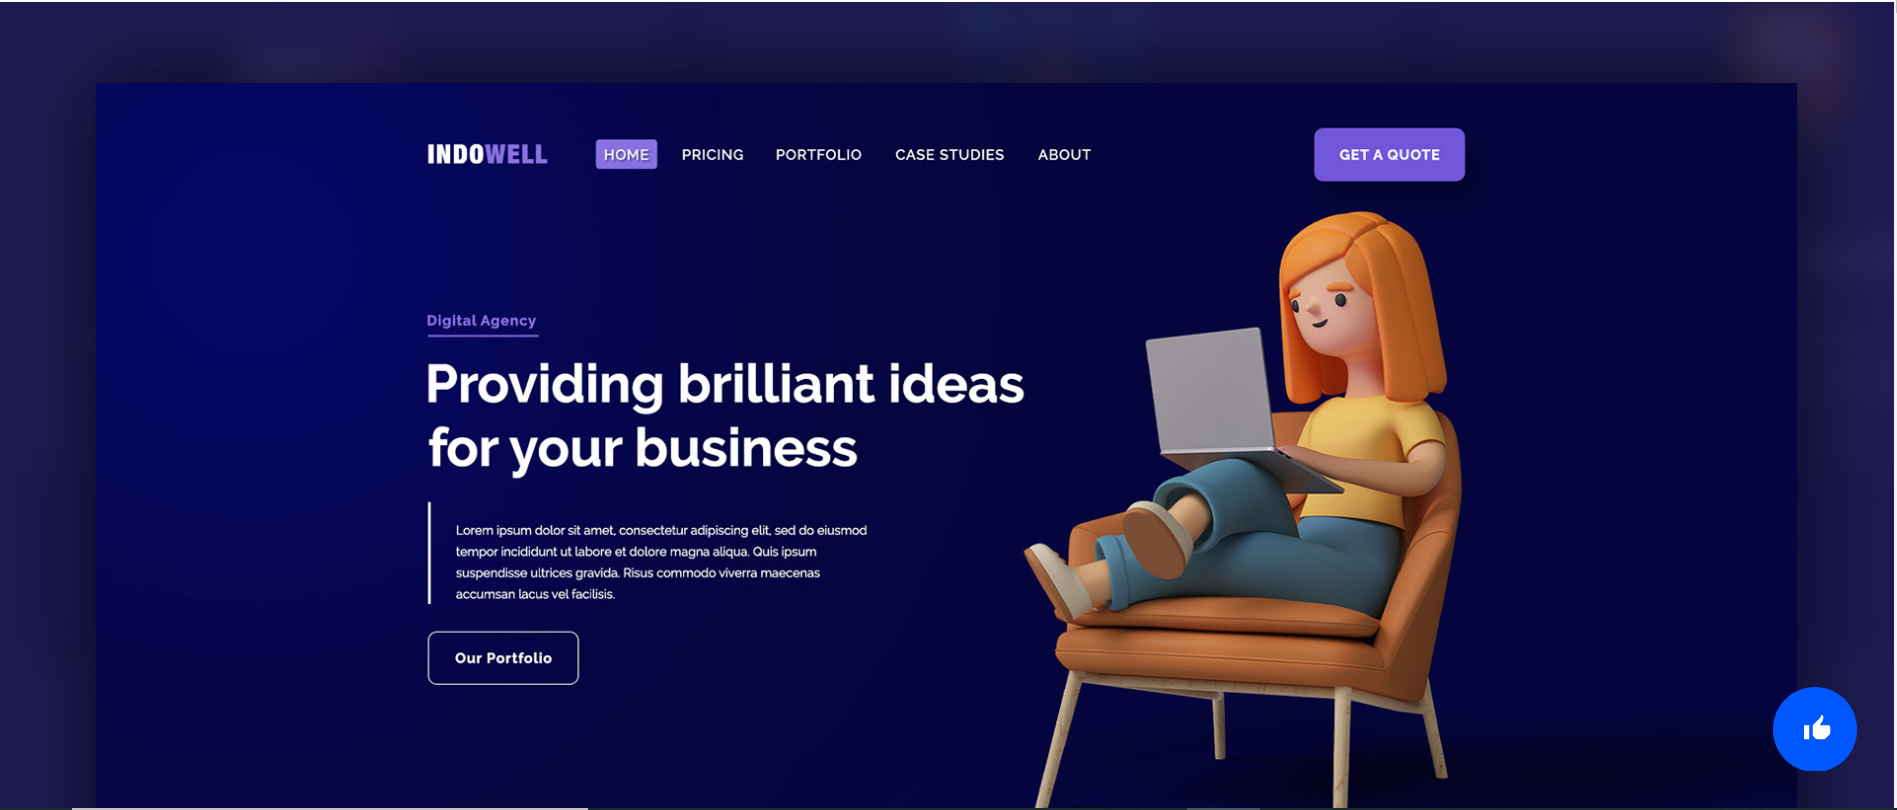 INDOWELL
HOME PRICING PORTFOLIO CASE STUDIES ABOUT
GET A QUOTE
Digital Agency
Providing brilliant ideas
for your business
Lorem ipsum dolor sit amet, consectetur adipiscing elit, sed do eiusmod
tempor incididunt ut labore et dolore magna aliqua. Quis ipsum
suspendisse ultrices gravida. Risus commodo viverra maecenas
accumsan lacus vel facilisis.
Our Portfolio